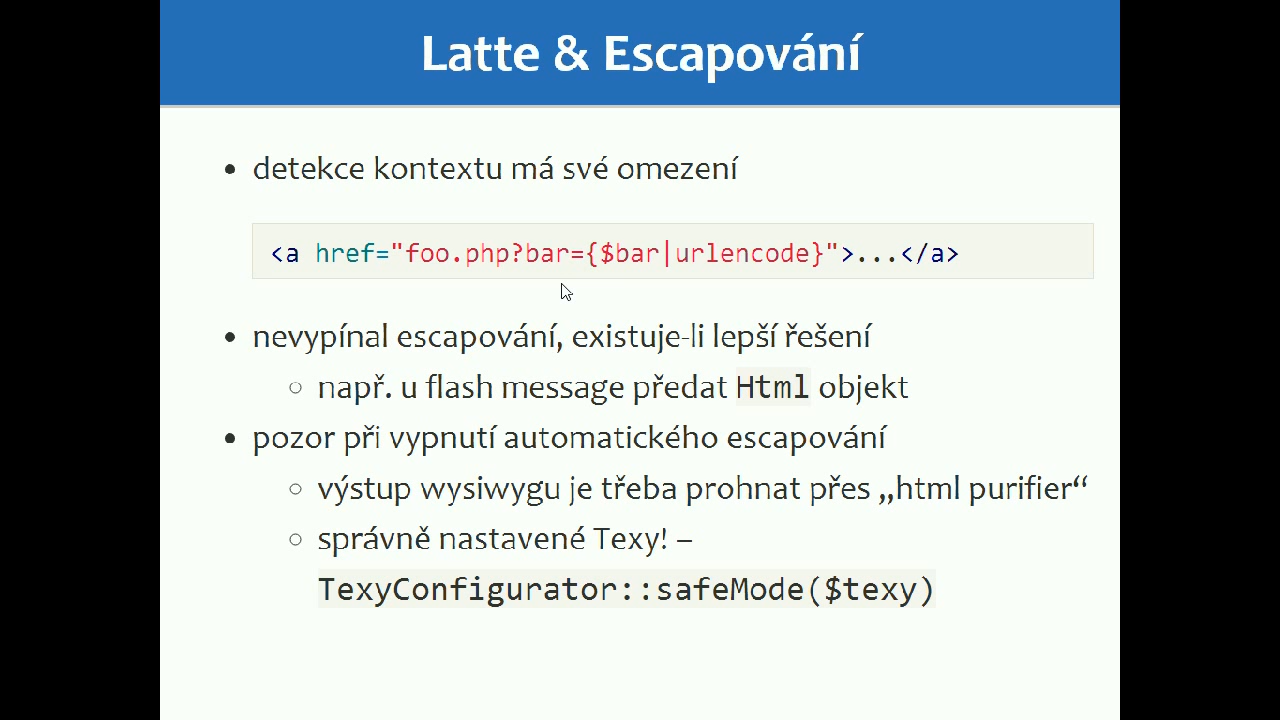 Latte & Escapování
• detekce kontextu má své omezení
<a href="foo.php?bar={$bar|urlencode}">...</a>
• nevypínal escapování, existuje-li lepší řešení
○ např. u flash message předat Html objekt
• pozor při vypnutí automatického escapování
○ výstup wysiwygu je třeba prohnat přes „html purifier“
○ správně nastavené Texy! –
TexyConfigurator::safeMode($texy)